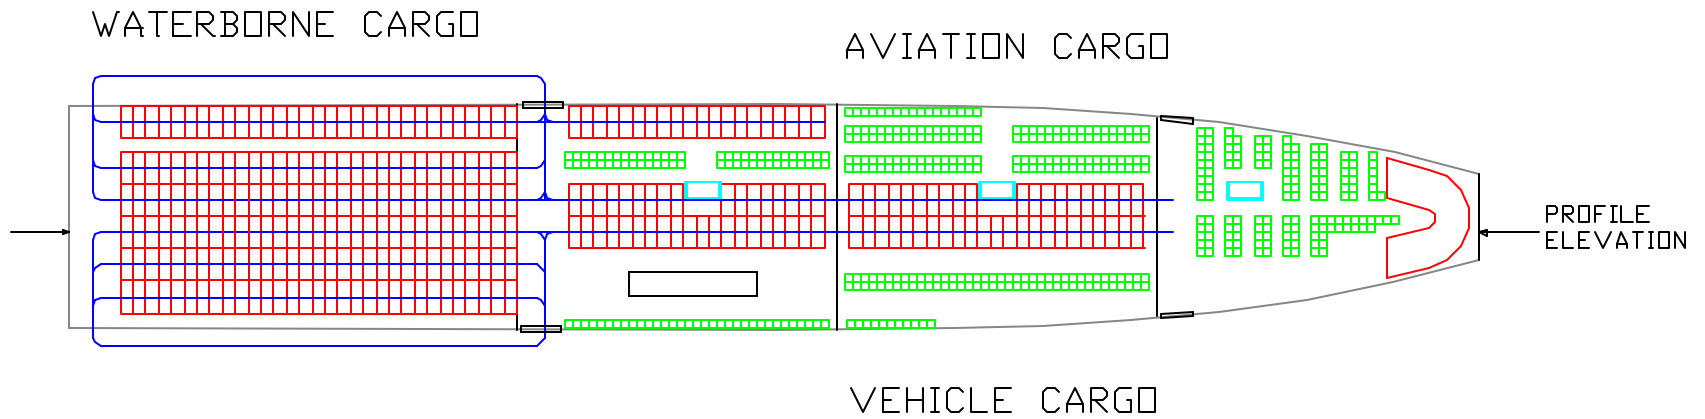 WATERBORNE CARGO
AVIATION CARGO
PROFILE
ELEVATION
VEHICLE CARGO